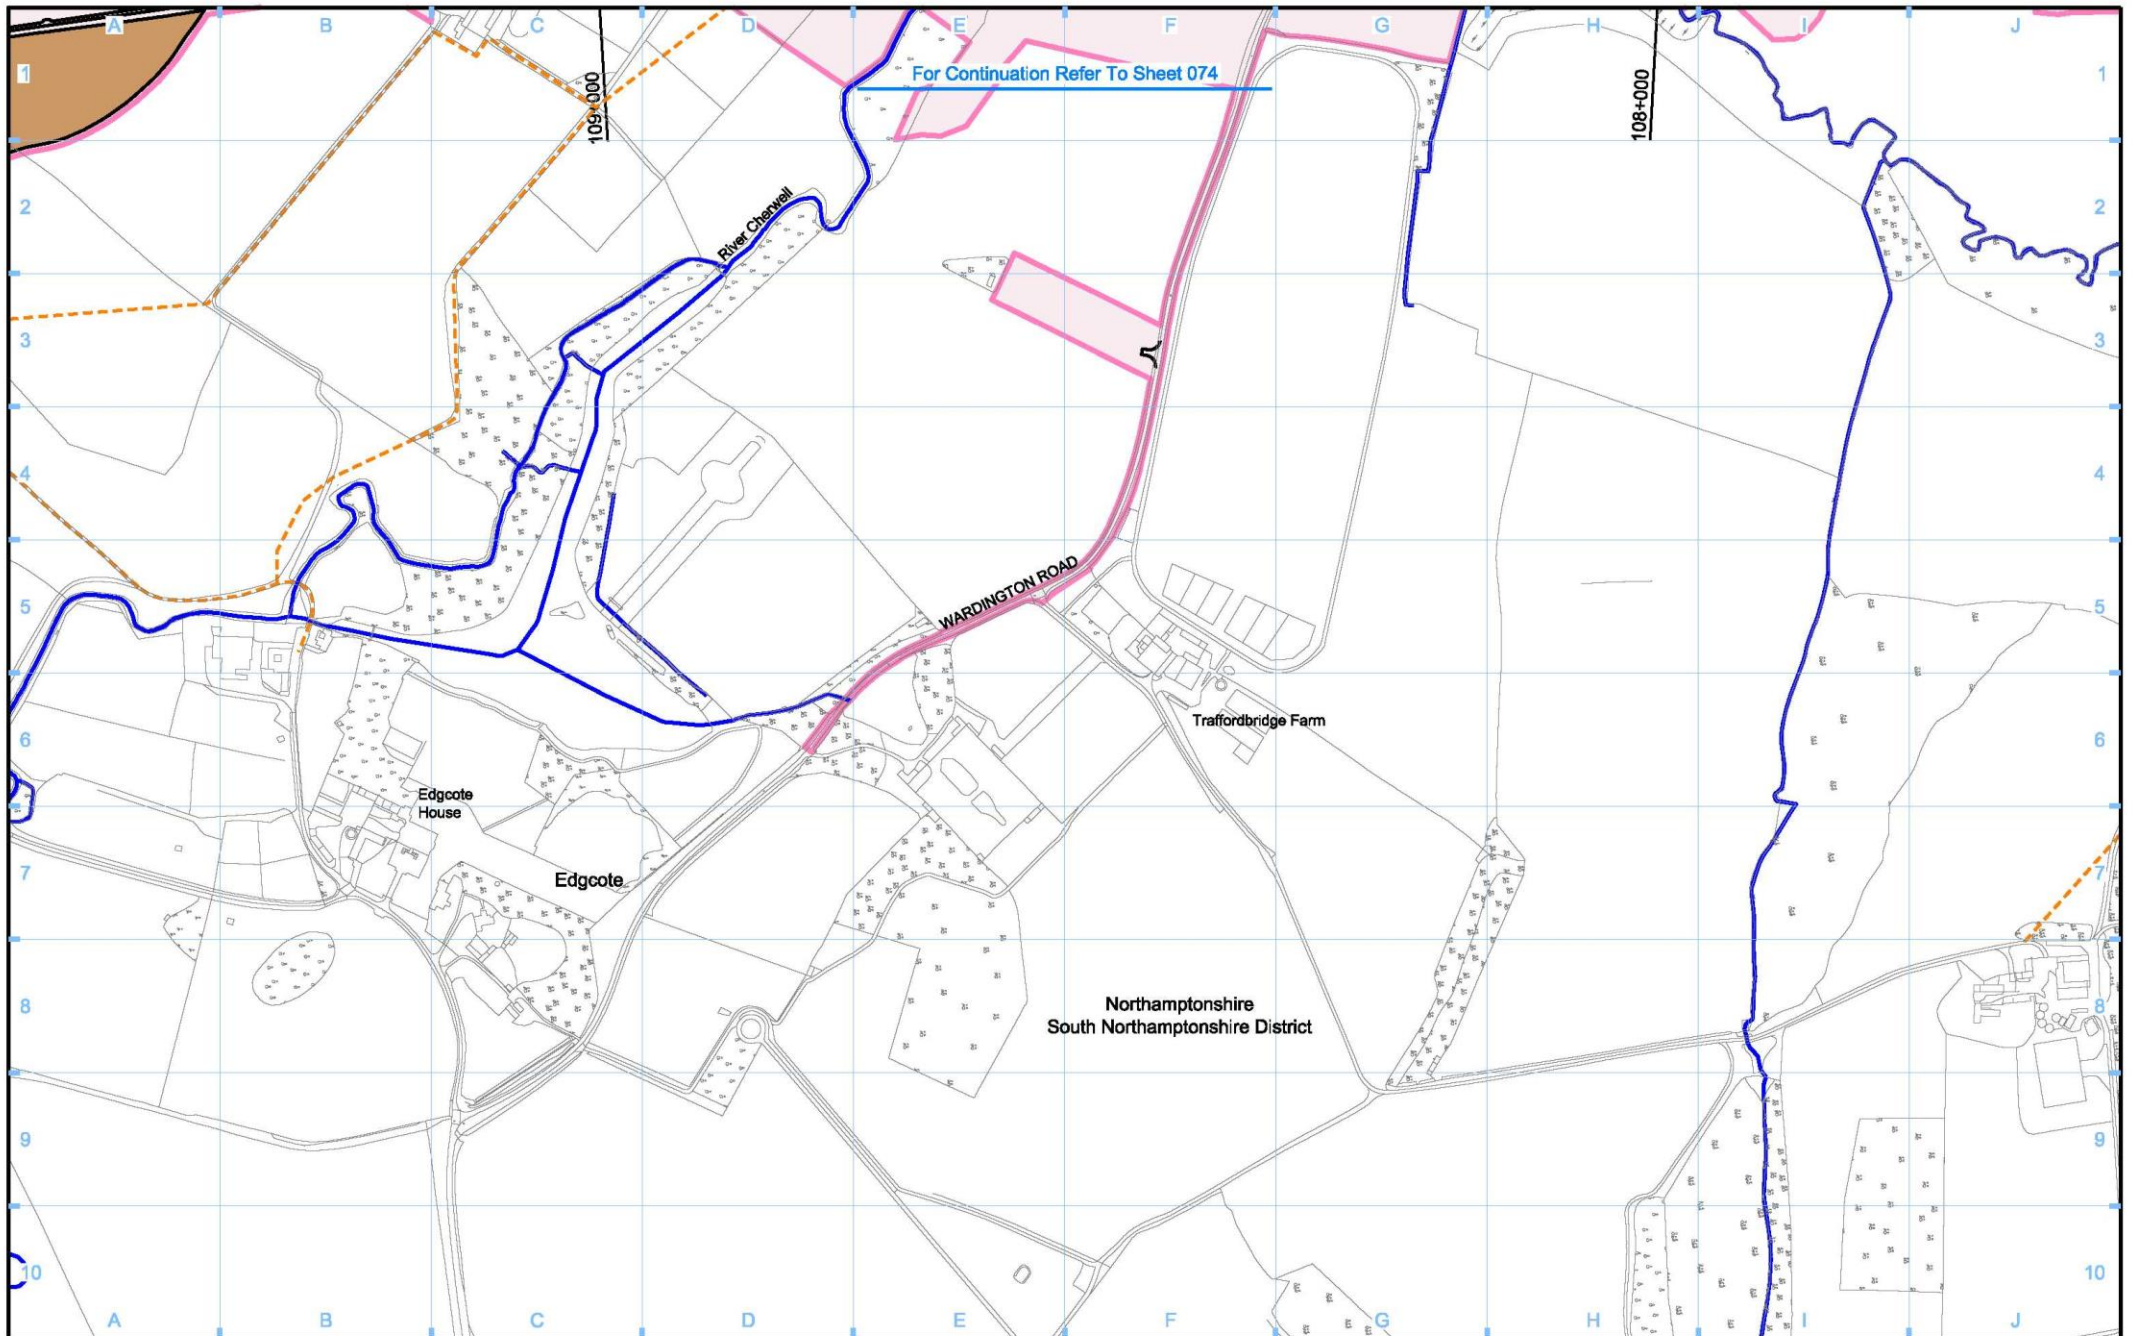 A B C D E F G H I J
1 1
For Continuation Refer To Sheet 074
109+000
108+000
2 2
River Cherwell
3 3
4 4
5 5
WARDINGTON ROAD
6 6
Traffordbridge Farm
Edgcote
House
7 7
Edgcote
8 8
Northamptonshire
South Northamptonshire District
9 9
10 10
A B C D E F G H I J